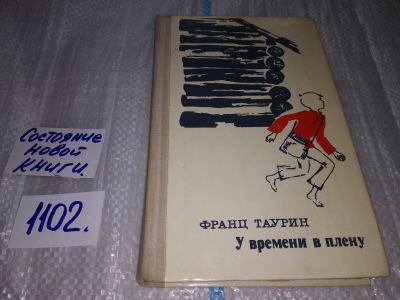 Состояние
новой
книги.
1102.
ФРАНЦ ТАУРИН
У времени в плену